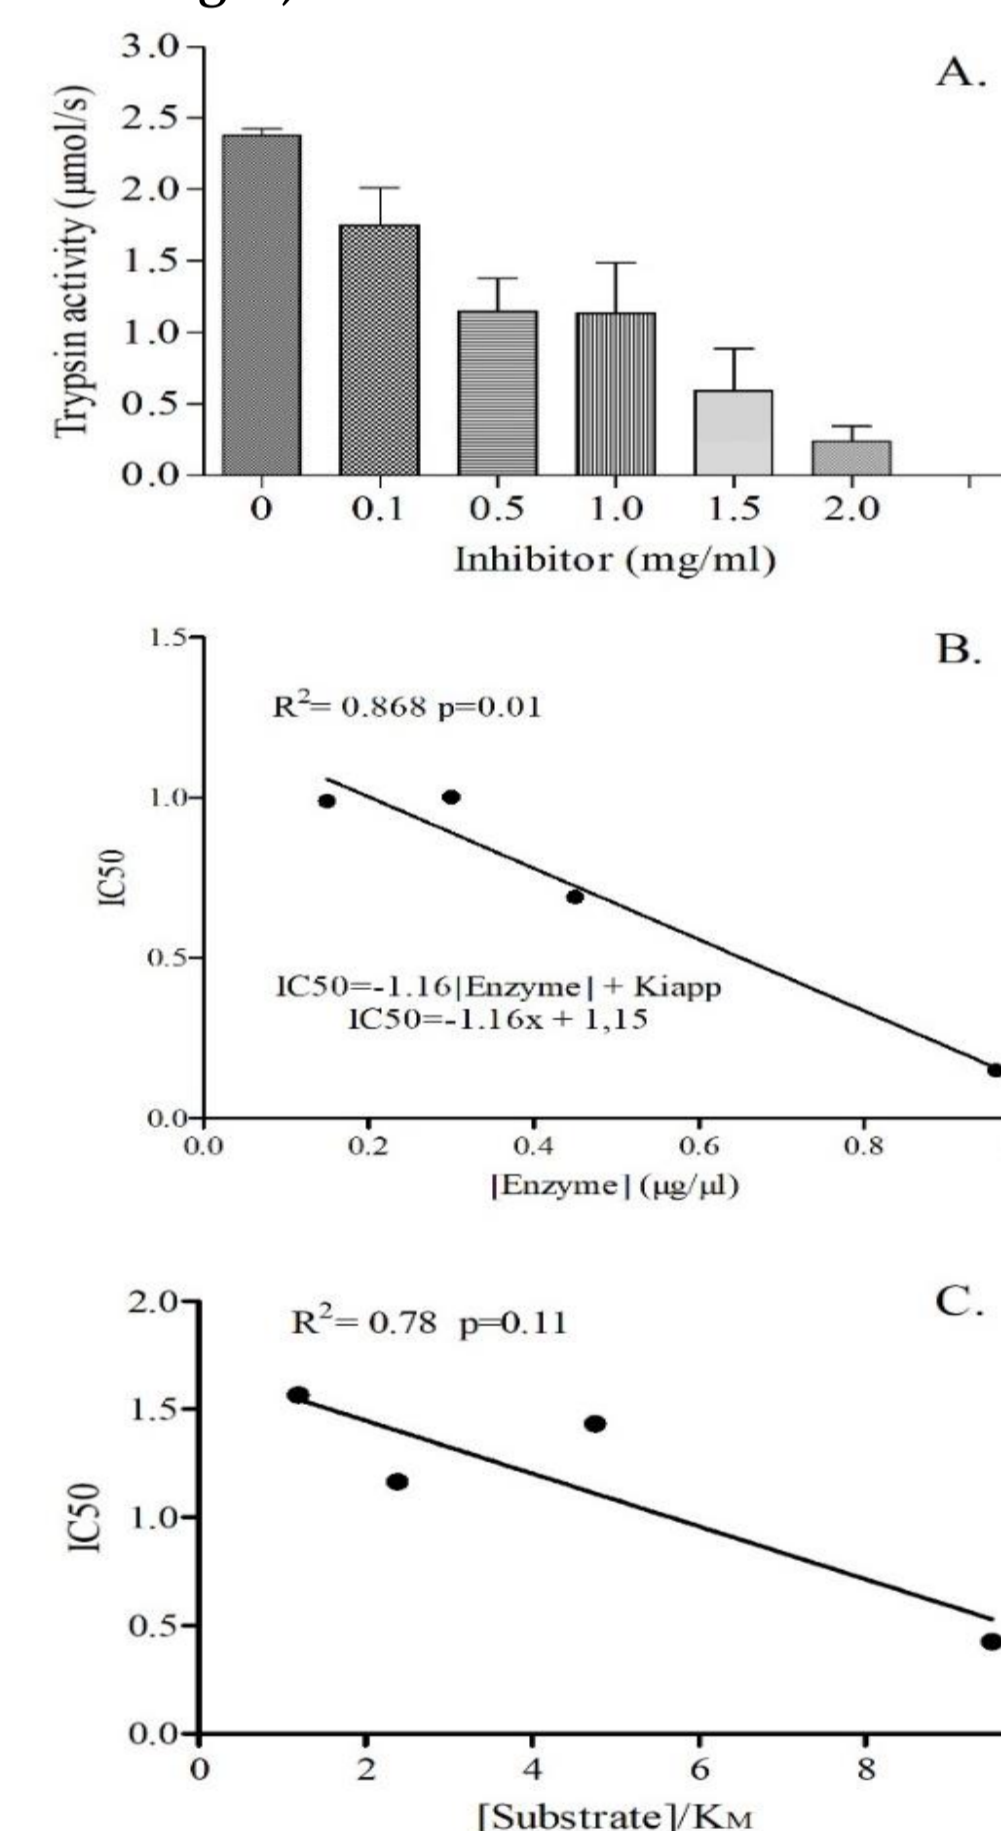 A.
3.0
2.5
2.0
1.5
1.0
0.5
0.0
Trypsin activity (µmol/s)
0 0.1 0.5 1.0 1.5 2.0
Inhibitor (mg/ml)
B.
1.5
1.0
0.5
0.0
IC50
R²= 0.868 p=0.01
IC50=-1.16|Enzyme| + Kiapp
IC50=-1.16x + 1,15
0.0 0.2 0.4 0.6 0.8
|Enzyme| (µg/µl)
C.
2.0
1.5
1.0
0.5
0.0
IC50
R²= 0.78 p=0.11
0 2 4 6 8
[Substrate]/KM